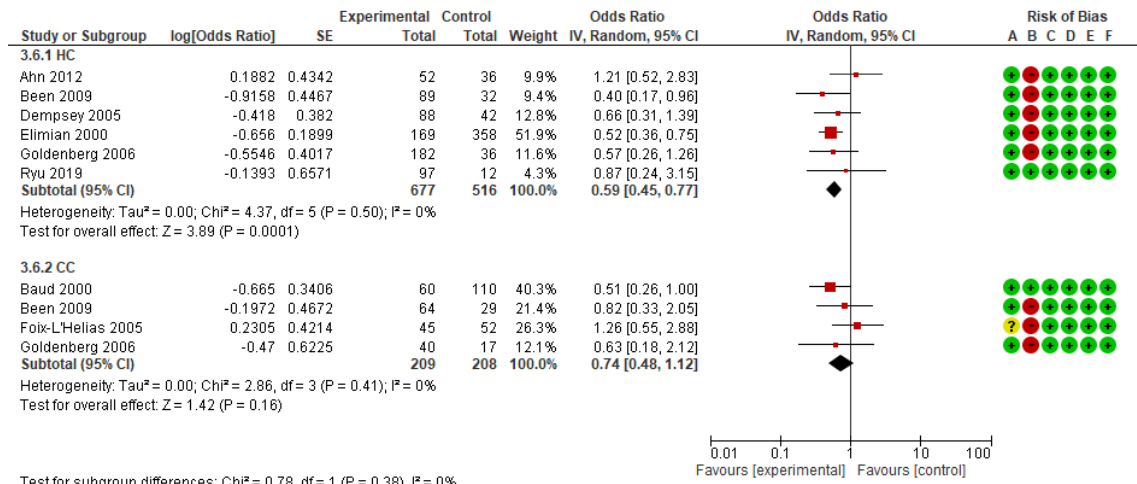 Experimental Control Odds Ratio Odds Ratio Risk of Bias
Study or Subgroup log[Odds Ratio] SE Total Total Weight IV, Random, 95% CI IV, Random, 95% CI A B C D E F
3.6.1 HC
Ahn 2012 0.1882 0.4342 52 36 9.9% 1.21 [0.52, 2.83] + - + + + +
Been 2009 -0.9158 0.4467 89 32 9.4% 0.40 [0.17, 0.96] + - + + + +
Dempsey 2005 -0.418 0.382 88 42 12.8% 0.66 [0.31, 1.39] + - + + + +
Elimian 2000 -0.656 0.1899 169 358 51.9% 0.52 [0.36, 0.75] + - + + + +
Goldenberg 2006 -0.5546 0.4017 182 36 11.6% 0.57 [0.26, 1.26] + - + + + +
Ryu 2019 -0.1393 0.6571 97 12 4.3% 0.87 [0.24, 3.15] + + + + + +
Subtotal (95% CI) 677 516 100.0% 0.59 [0.45, 0.77]
Heterogeneity: Tau² = 0.00; Chi² = 4.37, df = 5 (P = 0.50); I² = 0%
Test for overall effect: Z = 3.89 (P = 0.0001)
3.6.2 CC
Baud 2000 -0.665 0.3406 60 110 40.3% 0.51 [0.26, 1.00] + + + + + +
Been 2009 -0.1972 0.4672 64 29 21.4% 0.82 [0.33, 2.05] + - + + + +
Foix-L'Helias 2005 0.2305 0.4214 45 52 26.3% 1.26 [0.55, 2.88] ? - + + + +
Goldenberg 2006 -0.47 0.6225 40 17 12.1% 0.63 [0.18, 2.12] + - + + + +
Subtotal (95% CI) 209 208 100.0% 0.74 [0.48, 1.12]
Heterogeneity: Tau² = 0.00; Chi² = 2.86, df = 3 (P = 0.41); I² = 0%
Test for overall effect: Z = 1.42 (P = 0.16)
0.01 0.1 1 10 100
Favours [experimental] Favours [control]
Test for subgroup differences: Chi² = 0.78, df = 1 (P = 0.38), I² = 0%